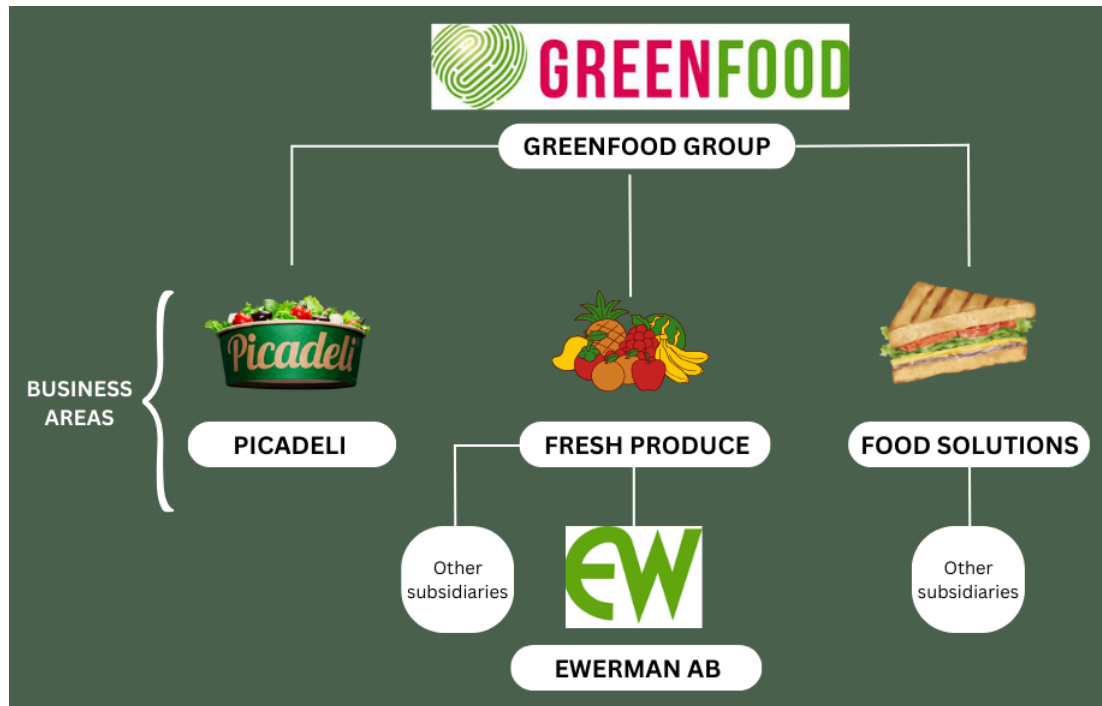 GREENFOOD
GREENFOOD GROUP
Picadeli
BUSINESS
AREAS
PICADELI
FRESH PRODUCE
FOOD SOLUTIONS
Other
subsidiaries
EW
Other
subsidiaries
EWERMAN AB